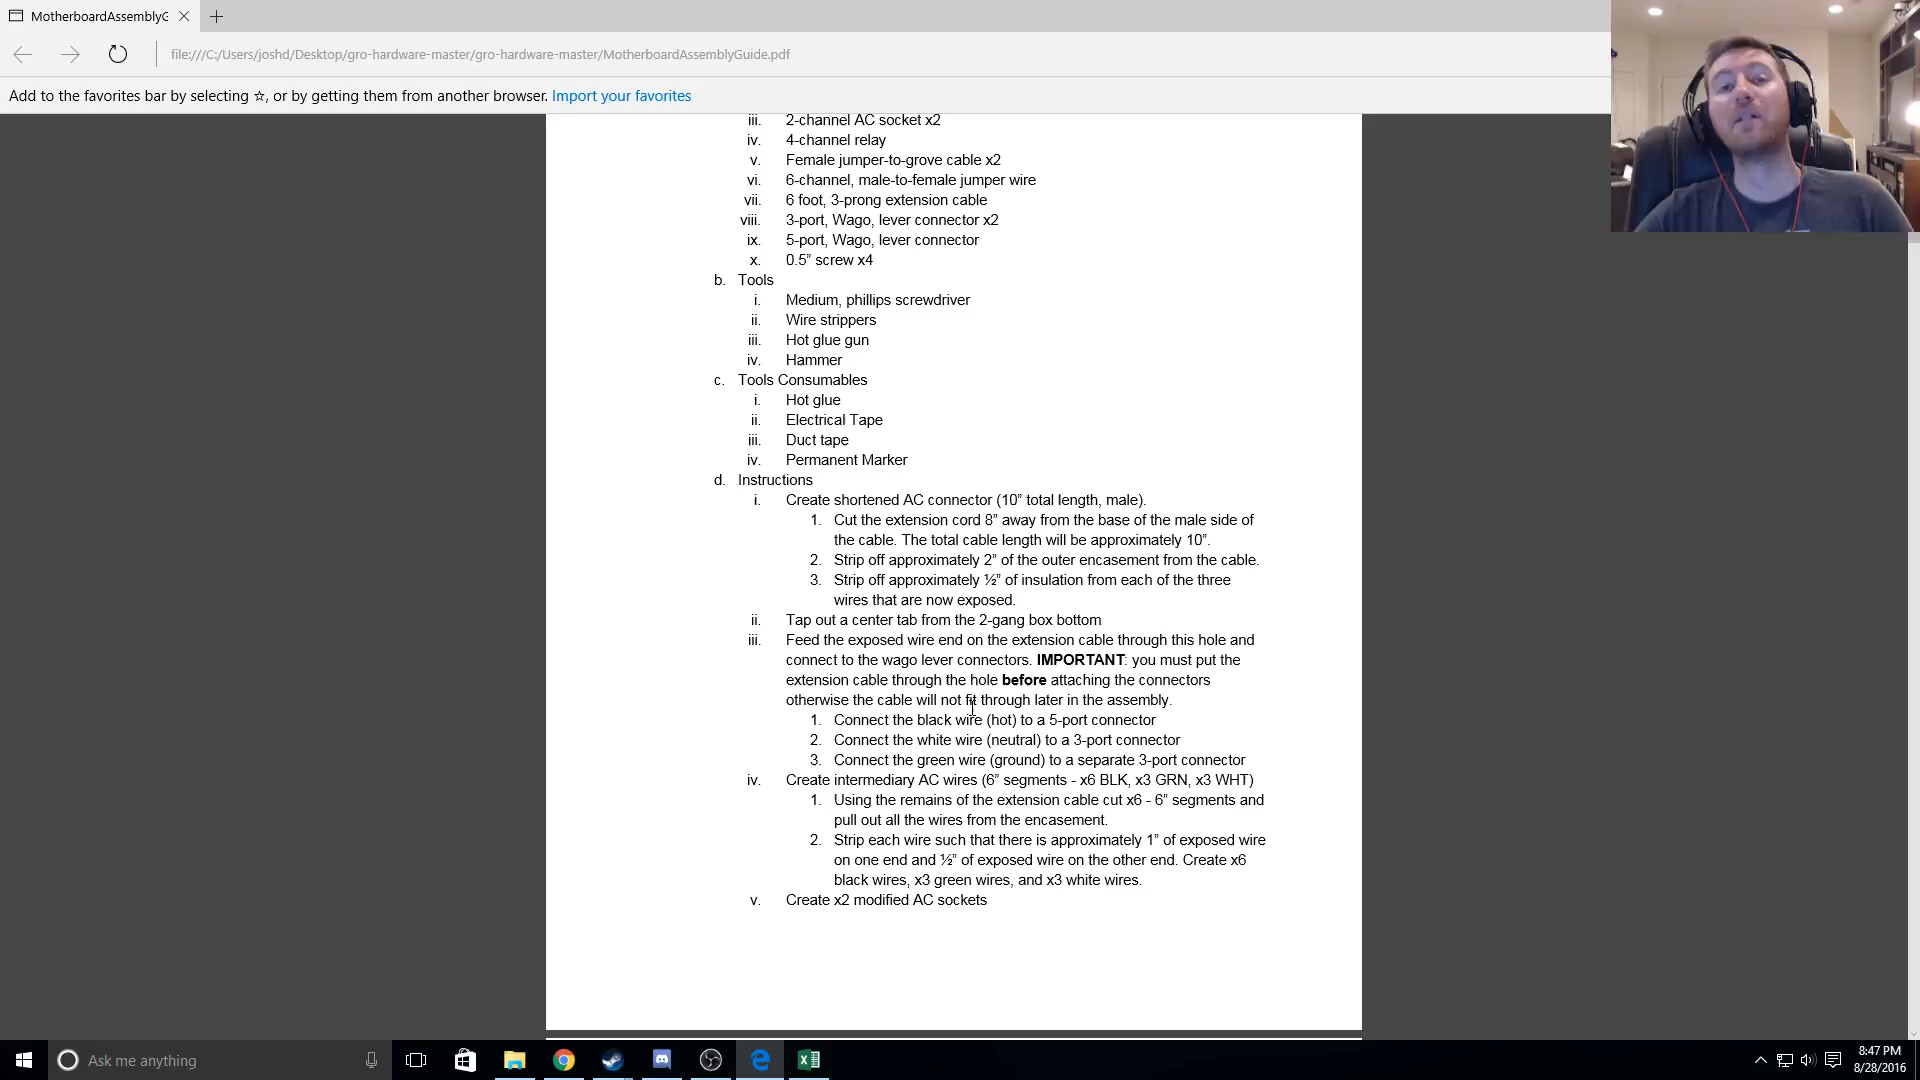 MotherboardAssemblyG
file:///C:/Users/joshd/Desktop/gro-hardware-master/gro-hardware-master/MotherboardAssemblyGuide.pdf
Add to the favorites bar by selecting ☆, or by getting them from another browser. Import your favorites
iii. 2-channel AC socket x2
iv. 4-channel relay
v. Female jumper-to-grove cable x2
vi. 6-channel, male-to-female jumper wire
vii. 6 foot, 3-prong extension cable
viii. 3-port, Wago, lever connector x2
ix. 5-port, Wago, lever connector
x. 0.5” screw x4
b. Tools
i. Medium, phillips screwdriver
ii. Wire strippers
iii. Hot glue gun
iv. Hammer
c. Tools Consumables
i. Hot glue
ii. Electrical Tape
iii. Duct tape
iv. Permanent Marker
d. Instructions
i. Create shortened AC connector (10” total length, male).
1. Cut the extension cord 8” away from the base of the male side of
the cable. The total cable length will be approximately 10”.
2. Strip off approximately 2” of the outer encasement from the cable.
3. Strip off approximately ½” of insulation from each of the three
wires that are now exposed.
ii. Tap out a center tab from the 2-gang box bottom
iii. Feed the exposed wire end on the extension cable through this hole and
connect to the wago lever connectors. IMPORTANT: you must put the
extension cable through the hole before attaching the connectors
otherwise the cable will not fit through later in the assembly.
1. Connect the black wire (hot) to a 5-port connector
2. Connect the white wire (neutral) to a 3-port connector
3. Connect the green wire (ground) to a separate 3-port connector
iv. Create intermediary AC wires (6” segments - x6 BLK, x3 GRN, x3 WHT)
1. Using the remains of the extension cable cut x6 - 6” segments and
pull out all the wires from the encasement.
2. Strip each wire such that there is approximately 1” of exposed wire
on one end and ½” of exposed wire on the other end. Create x6
black wires, x3 green wires, and x3 white wires.
v. Create x2 modified AC sockets
Ask me anything
8:47 PM
8/28/2016